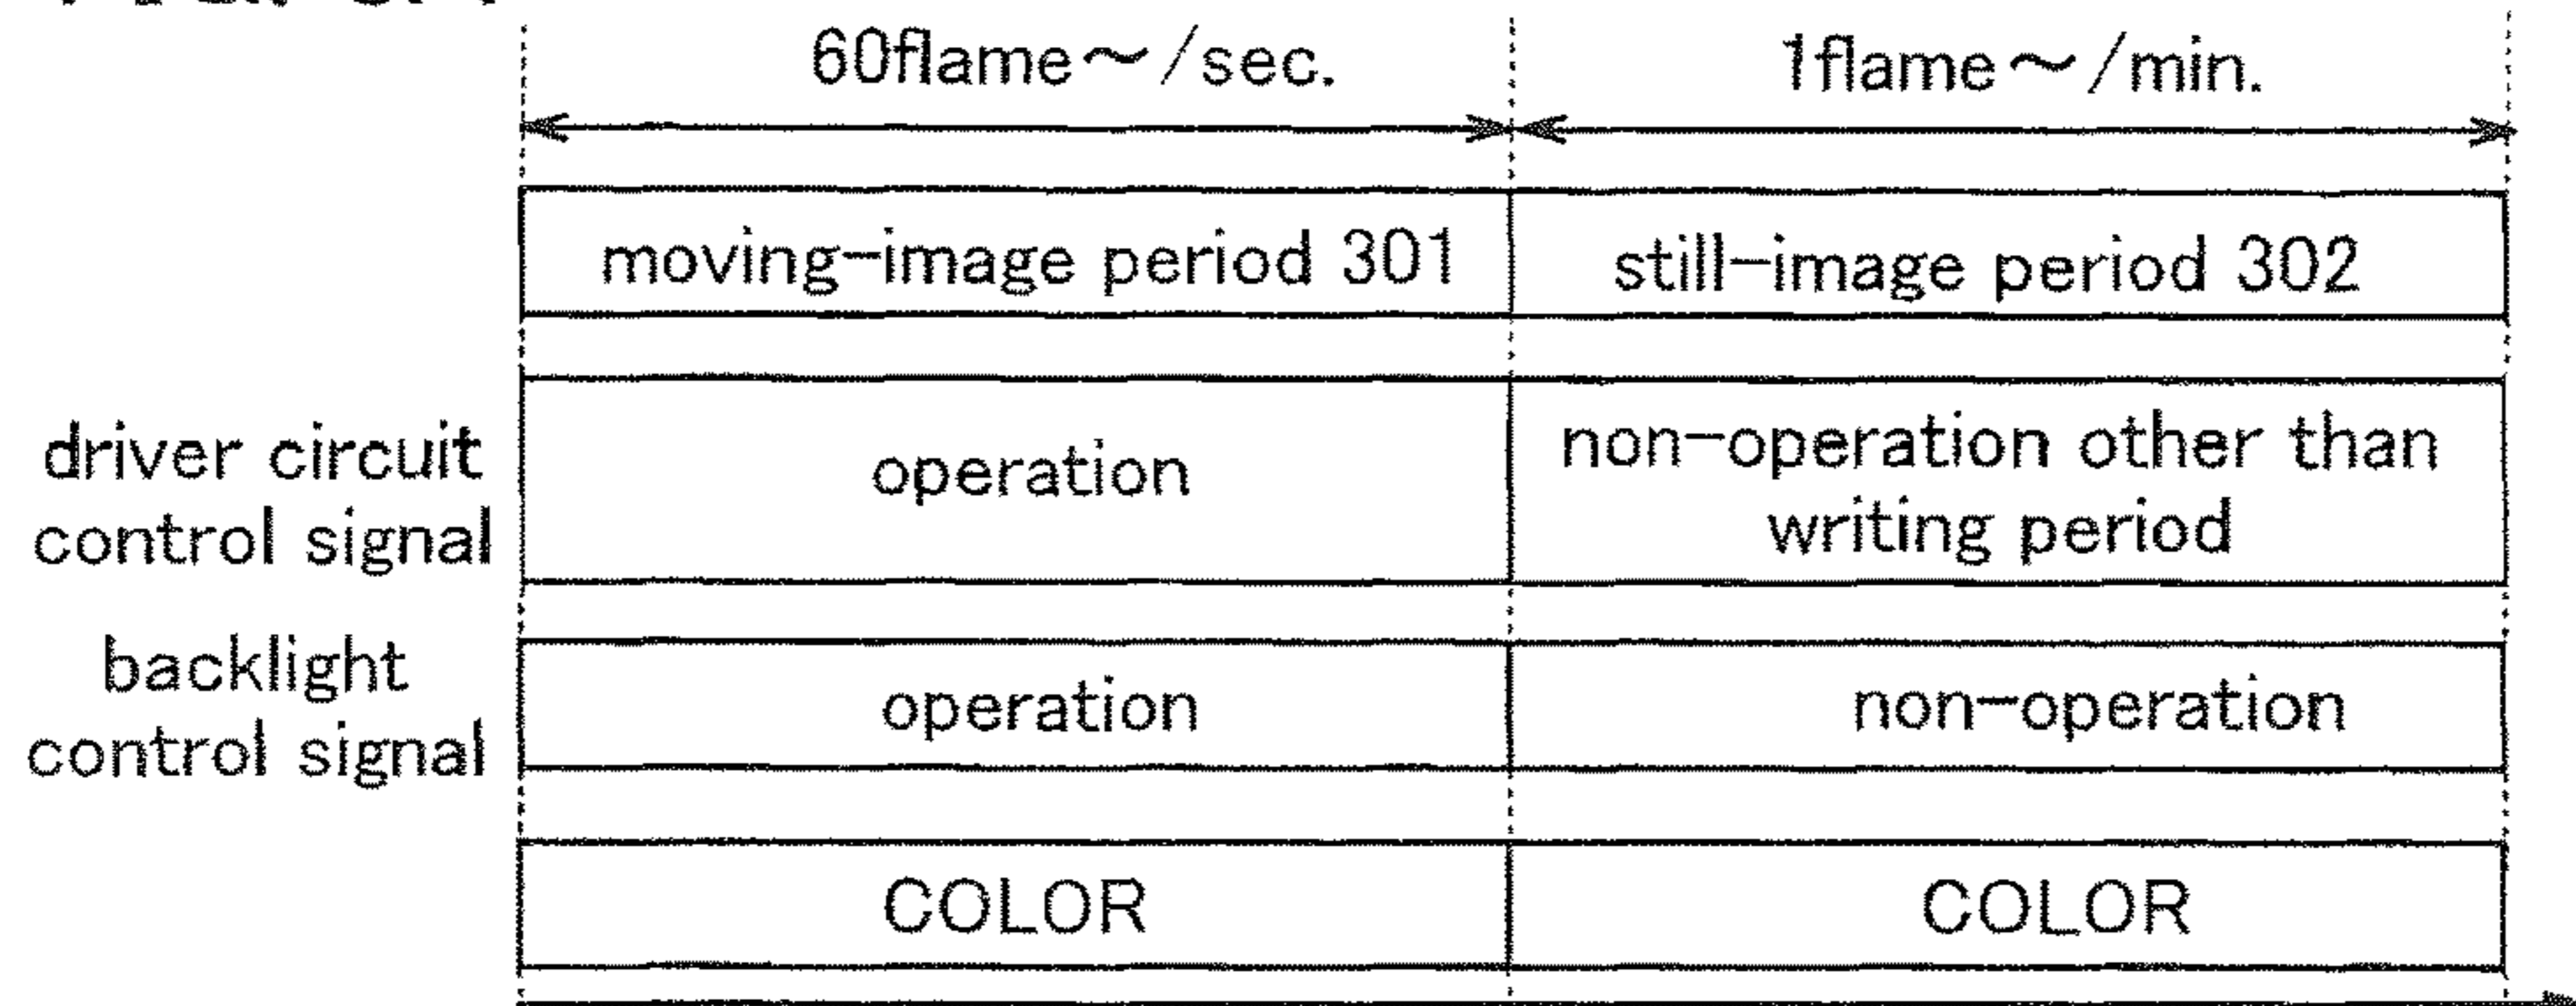 60flame～/sec.
1flame～/min.
moving-image period 301
still-image period 302
driver circuit
control signal
operation
non-operation other than
writing period
backlight
control signal
operation
non-operation
COLOR
COLOR